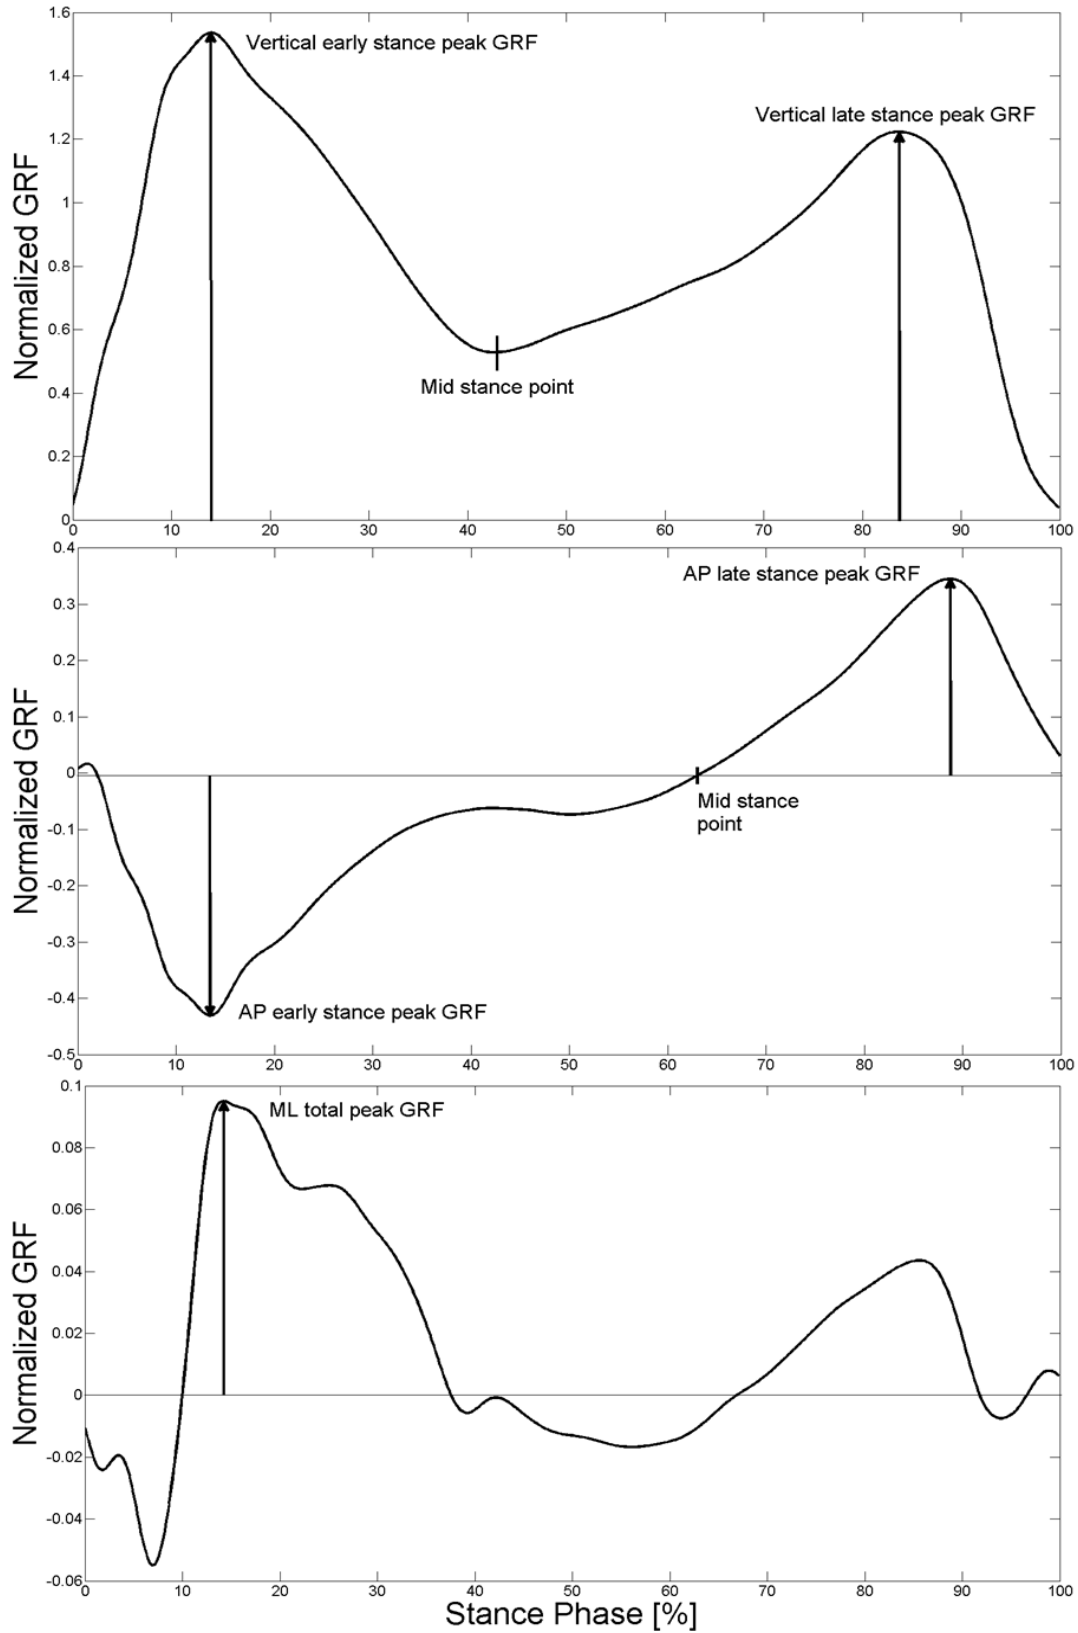 1.6
Vertical early stance peak GRF
1.4
Vertical late stance peak GRF
1.2
1
Normalized GRF
0.8
0.6
Mid stance point
0.4
0.2
0
0 10 20 30 40 50 60 70 80 90 100
0.4
AP late stance peak GRF
0.3
0.2
0.1
0
Normalized GRF
Mid stance
point
-0.1
-0.2
-0.3
-0.4
AP early stance peak GRF
-0.5
0 10 20 30 40 50 60 70 80 90 100
0.1
ML total peak GRF
0.08
0.06
0.04
0.02
Normalized GRF
0
-0.02
-0.04
-0.06
0 10 20 30 40 50 60 70 80 90 100
Stance Phase [%]